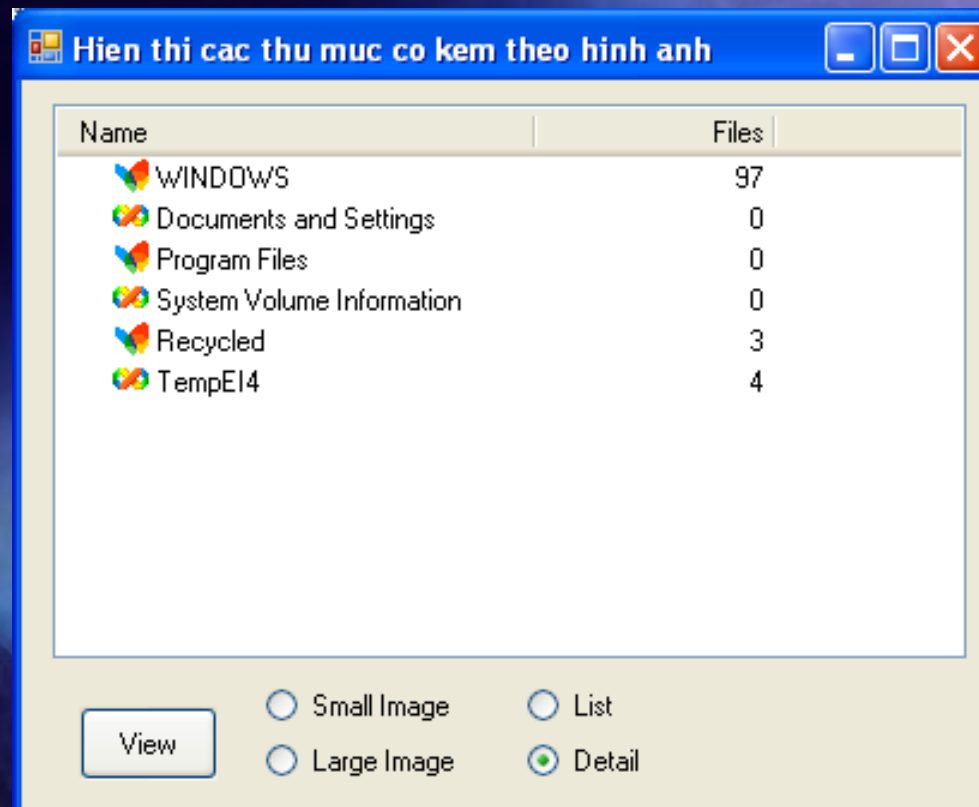 Hien thi cac thu muc co kem theo hinh anh
Name Files
WINDOWS 97
Documents and Settings 0
Program Files 0
System Volume Information 0
Recycled 3
TempEI4 4
View
Small Image List
Large Image Detail